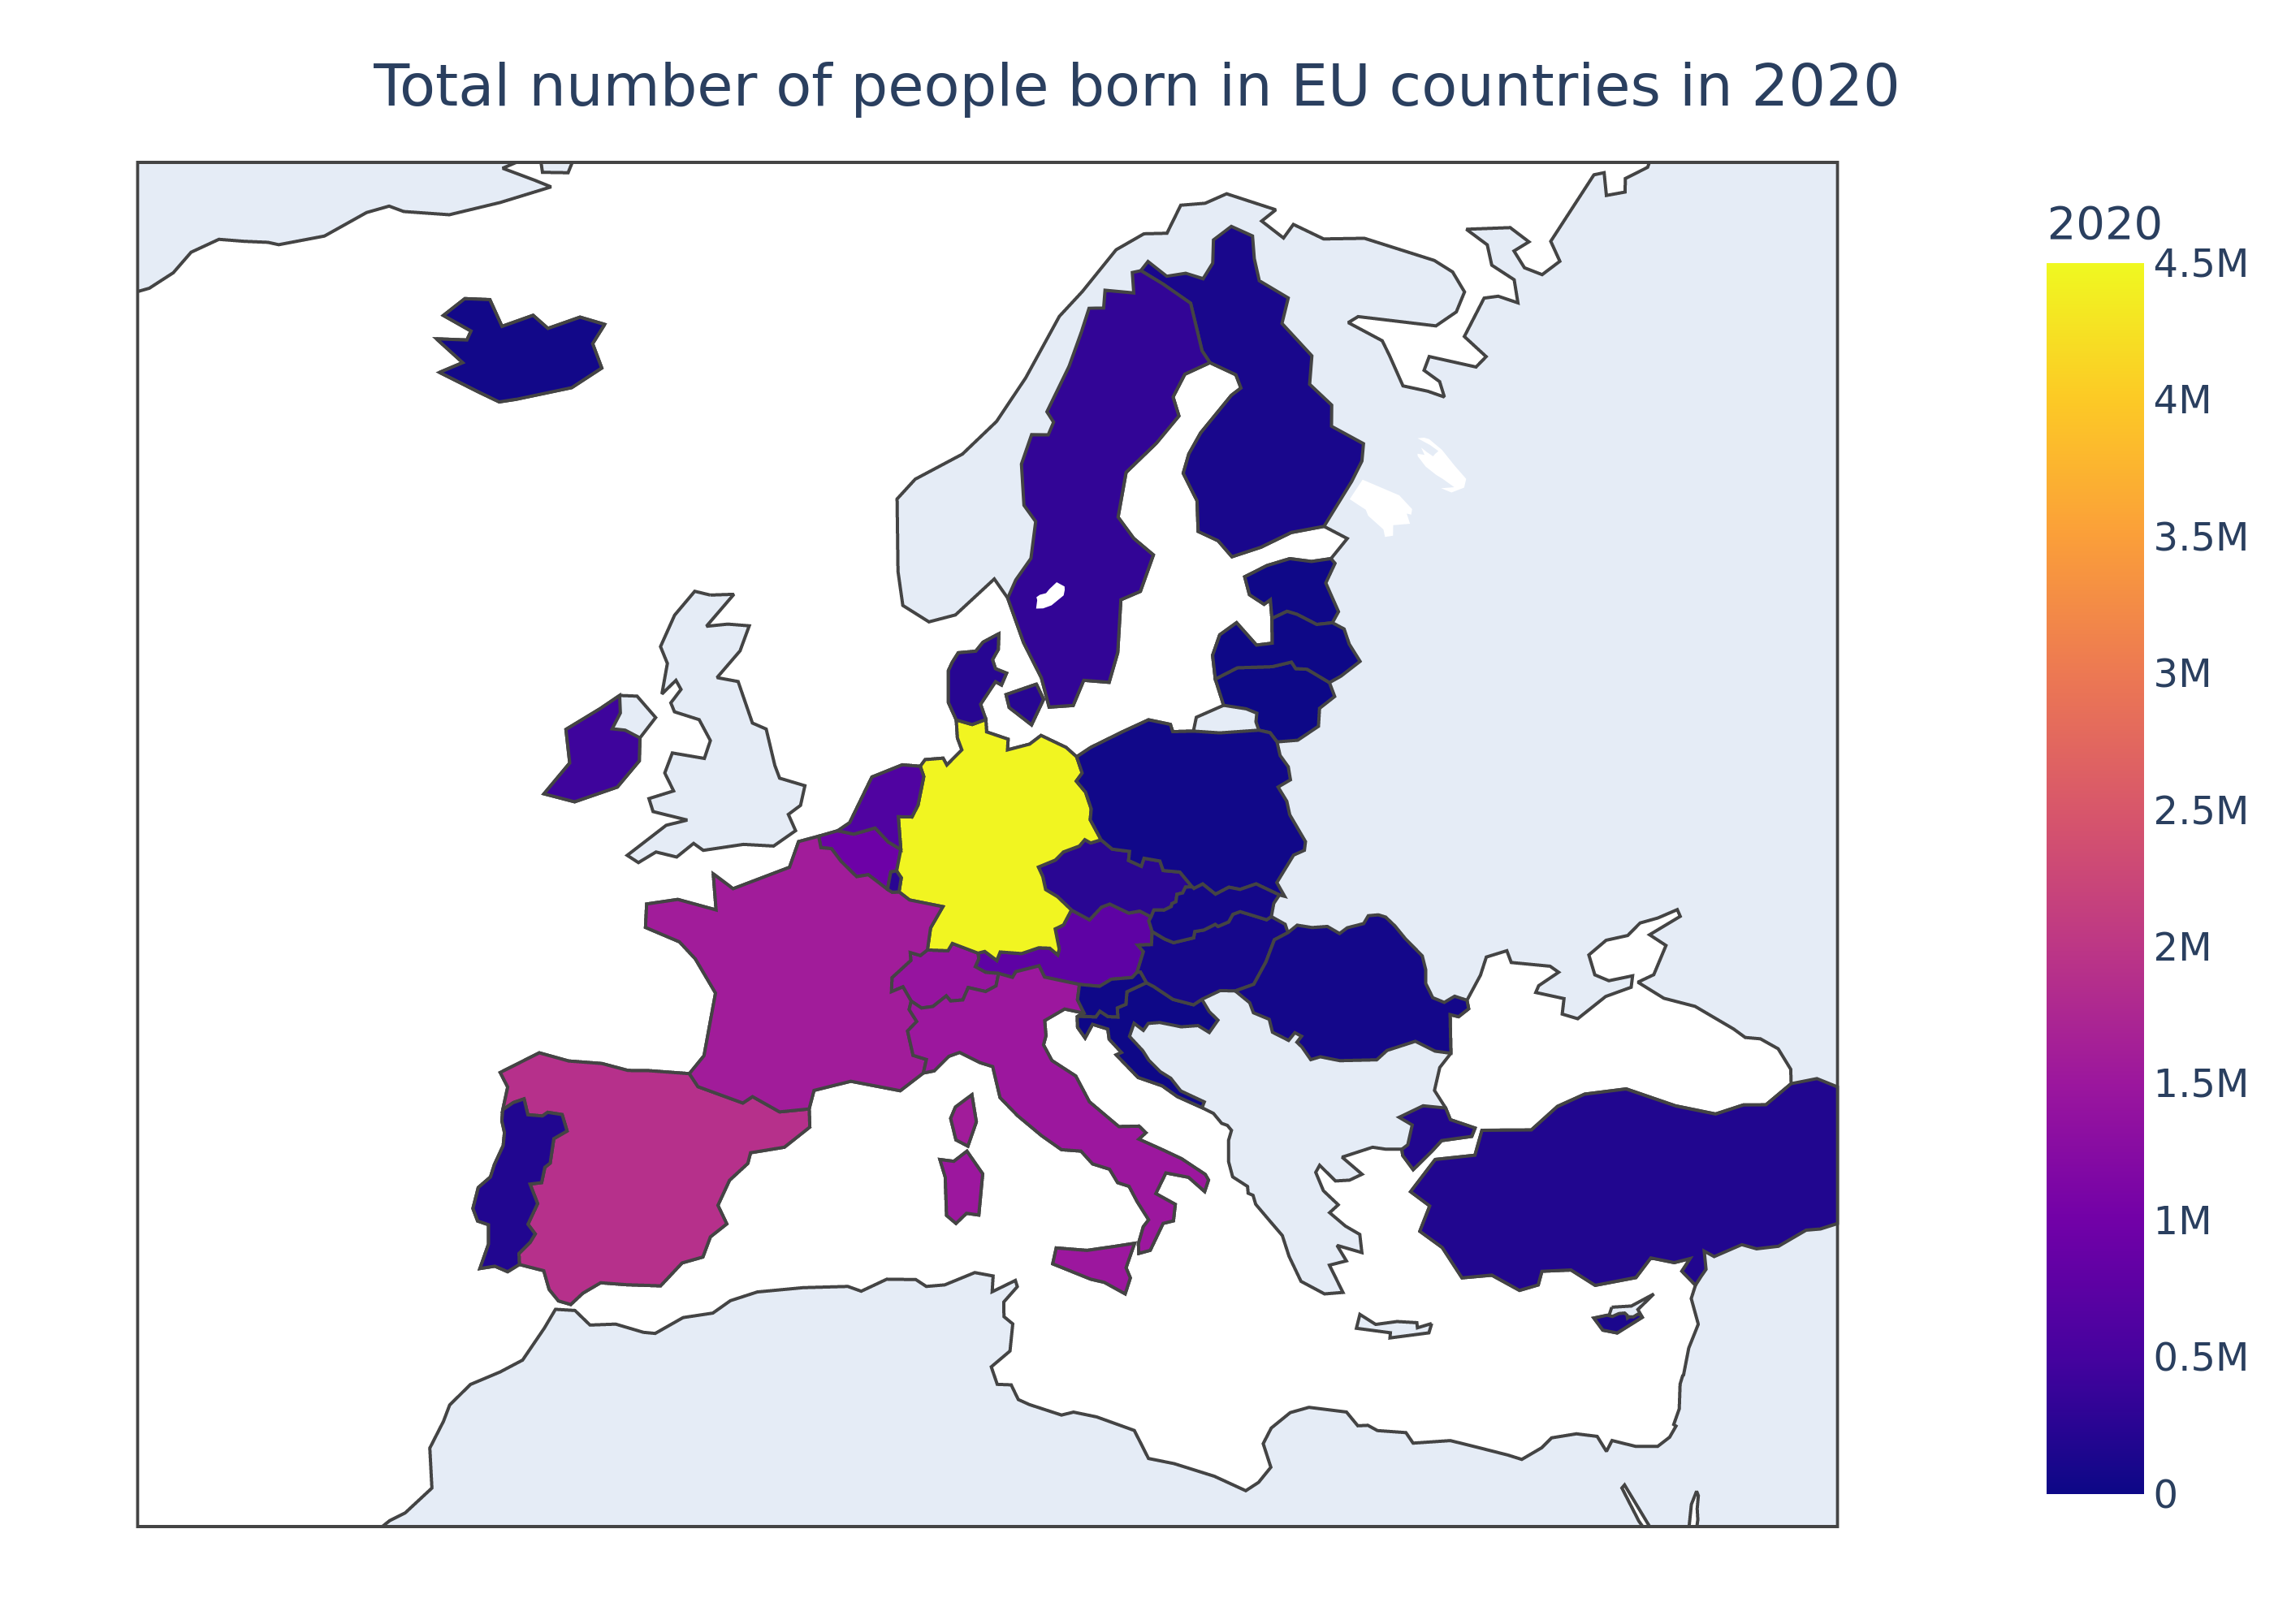 Total number of people born in EU countries in 2020
2020
4.5M
4M
3.5M
3M
2.5M
2M
1.5M
1M
0.5M
0